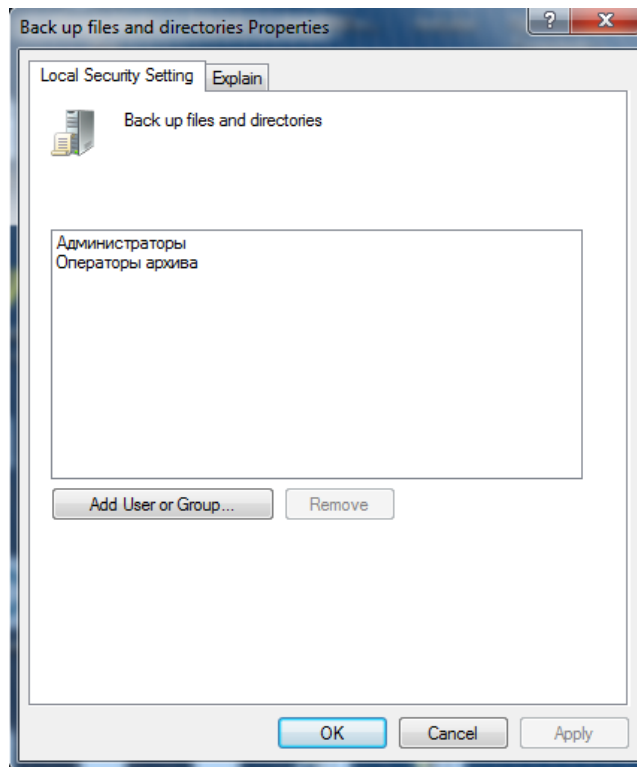 Back up files and directories Properties
Local Security Setting
Explain
Back up files and directories
Администраторы
Операторы архива
Add User or Group...
Remove
OK
Cancel
Apply